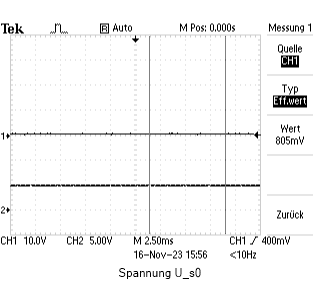 Tek R Auto M Pos: 0.000s Messung 1
Quelle
CH1
Typ
Eff.wert
Wert
805mV
1
2
Zurück
CH1 10.0V CH2 5.00V M 2.50ms CH1 400mV
16-Nov-23 15:56 <10Hz
Spannung U_s0